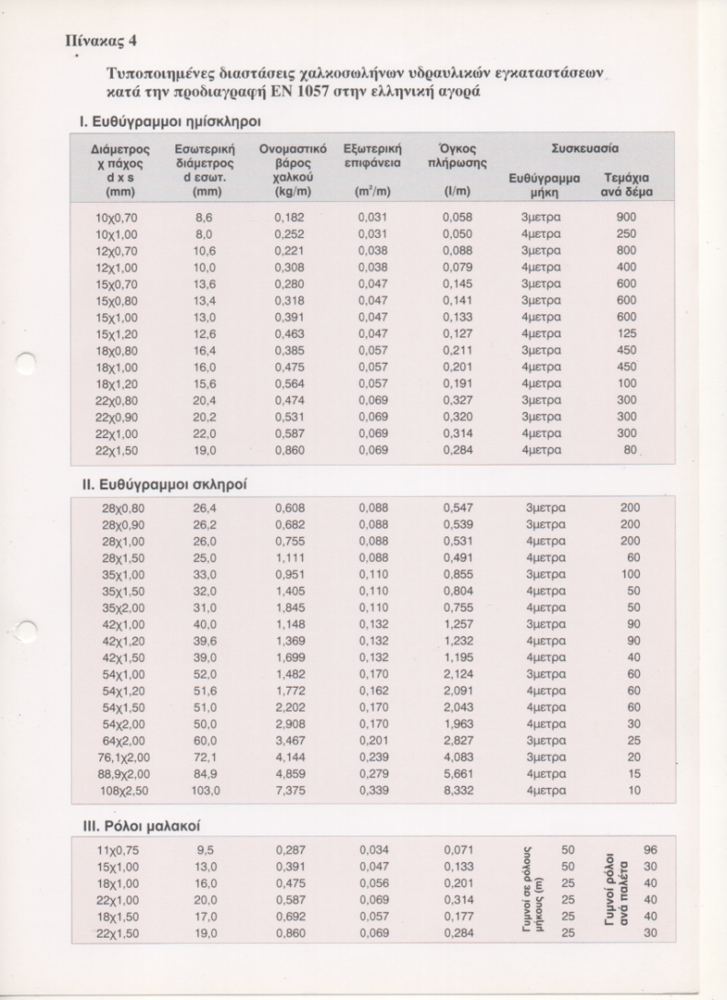 Πίνακας 4
Τυποποιημένες διαστάσεις χαλκοσωλήνων υδραυλικών εγκαταστάσεων
κατά την προδιαγραφή EN 1057 στην ελληνική αγορά
I. Ευθύγραμμοι ημίσκληροι
Διάμετρος Εσωτερική Ονομαστικό Εξωτερική Όγκος Συσκευασία
χ πάχος διάμετρος βάρος επιφάνεια πλήρωσης
d x s d εσωτ. χαλκού Ευθύγραμμα Τεμάχια
(mm) (mm) (kg/m) (m²/m) (l/m) μήκη ανά δέμα
10χ0,70 8,6 0,182 0,031 0,058 3μετρα 900
10χ1,00 8,0 0,252 0,031 0,050 4μετρα 250
12χ0,70 10,6 0,221 0,038 0,088 3μετρα 800
12χ1,00 10,0 0,308 0,038 0,079 4μετρα 400
15χ0,70 13,6 0,280 0,047 0,145 3μετρα 600
15χ0,80 13,4 0,318 0,047 0,141 3μετρα 600
15χ1,00 13,0 0,391 0,047 0,133 4μετρα 600
15χ1,20 12,6 0,463 0,047 0,127 4μετρα 125
18χ0,80 16,4 0,385 0,057 0,211 3μετρα 450
18χ1,00 16,0 0,475 0,057 0,201 4μετρα 450
18χ1,20 15,6 0,564 0,057 0,191 4μετρα 100
22χ0,80 20,4 0,474 0,069 0,327 3μετρα 300
22χ0,90 20,2 0,531 0,069 0,320 3μετρα 300
22χ1,00 22,0 0,587 0,069 0,314 4μετρα 300
22χ1,50 19,0 0,860 0,069 0,284 4μετρα 80
II. Ευθύγραμμοι σκληροί
28χ0,80 26,4 0,608 0,088 0,547 3μετρα 200
28χ0,90 26,2 0,682 0,088 0,539 3μετρα 200
28χ1,00 26,0 0,755 0,088 0,531 4μετρα 200
28χ1,50 25,0 1,111 0,088 0,491 4μετρα 60
35χ1,00 33,0 0,951 0,110 0,855 3μετρα 100
35χ1,50 32,0 1,405 0,110 0,804 4μετρα 50
35χ2,00 31,0 1,845 0,110 0,755 4μετρα 50
42χ1,00 40,0 1,148 0,132 1,257 3μετρα 90
42χ1,20 39,6 1,369 0,132 1,232 4μετρα 90
42χ1,50 39,0 1,699 0,132 1,195 4μετρα 40
54χ1,00 52,0 1,482 0,170 2,124 3μετρα 60
54χ1,20 51,6 1,772 0,162 2,091 4μετρα 60
54χ1,50 51,0 2,202 0,170 2,043 4μετρα 60
54χ2,00 50,0 2,908 0,170 1,963 4μετρα 30
64χ2,00 60,0 3,467 0,201 2,827 3μετρα 25
76,1χ2,00 72,1 4,144 0,239 4,083 3μετρα 20
88,9χ2,00 84,9 4,859 0,279 5,661 4μετρα 15
108χ2,50 103,0 7,375 0,339 8,332 4μετρα 10
III. Ρόλοι μαλακοί
11χ0,75 9,5 0,287 0,034 0,071 50 96
15χ1,00 13,0 0,391 0,047 0,133 50 30
18χ1,00 16,0 0,475 0,056 0,201 25 40
22χ1,00 20,0 0,587 0,069 0,314 25 40
18χ1,50 17,0 0,692 0,057 0,177 25 40
22χ1,50 19,0 0,860 0,069 0,284 25 30
Γυμνοί σε ρόλους
μήκους (m)
Γυμνοί ρόλοι
ανά παλέτα